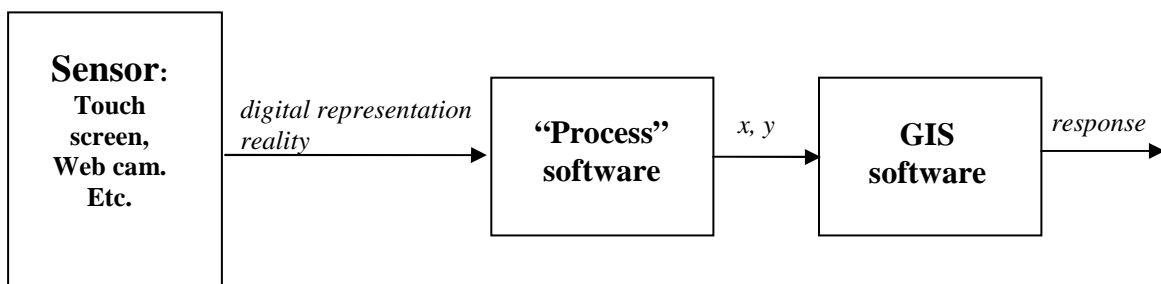 Sensor:
Touch
screen,
Web cam.
Etc.
digital representation
reality
“Process”
software
x, y
GIS
software
response